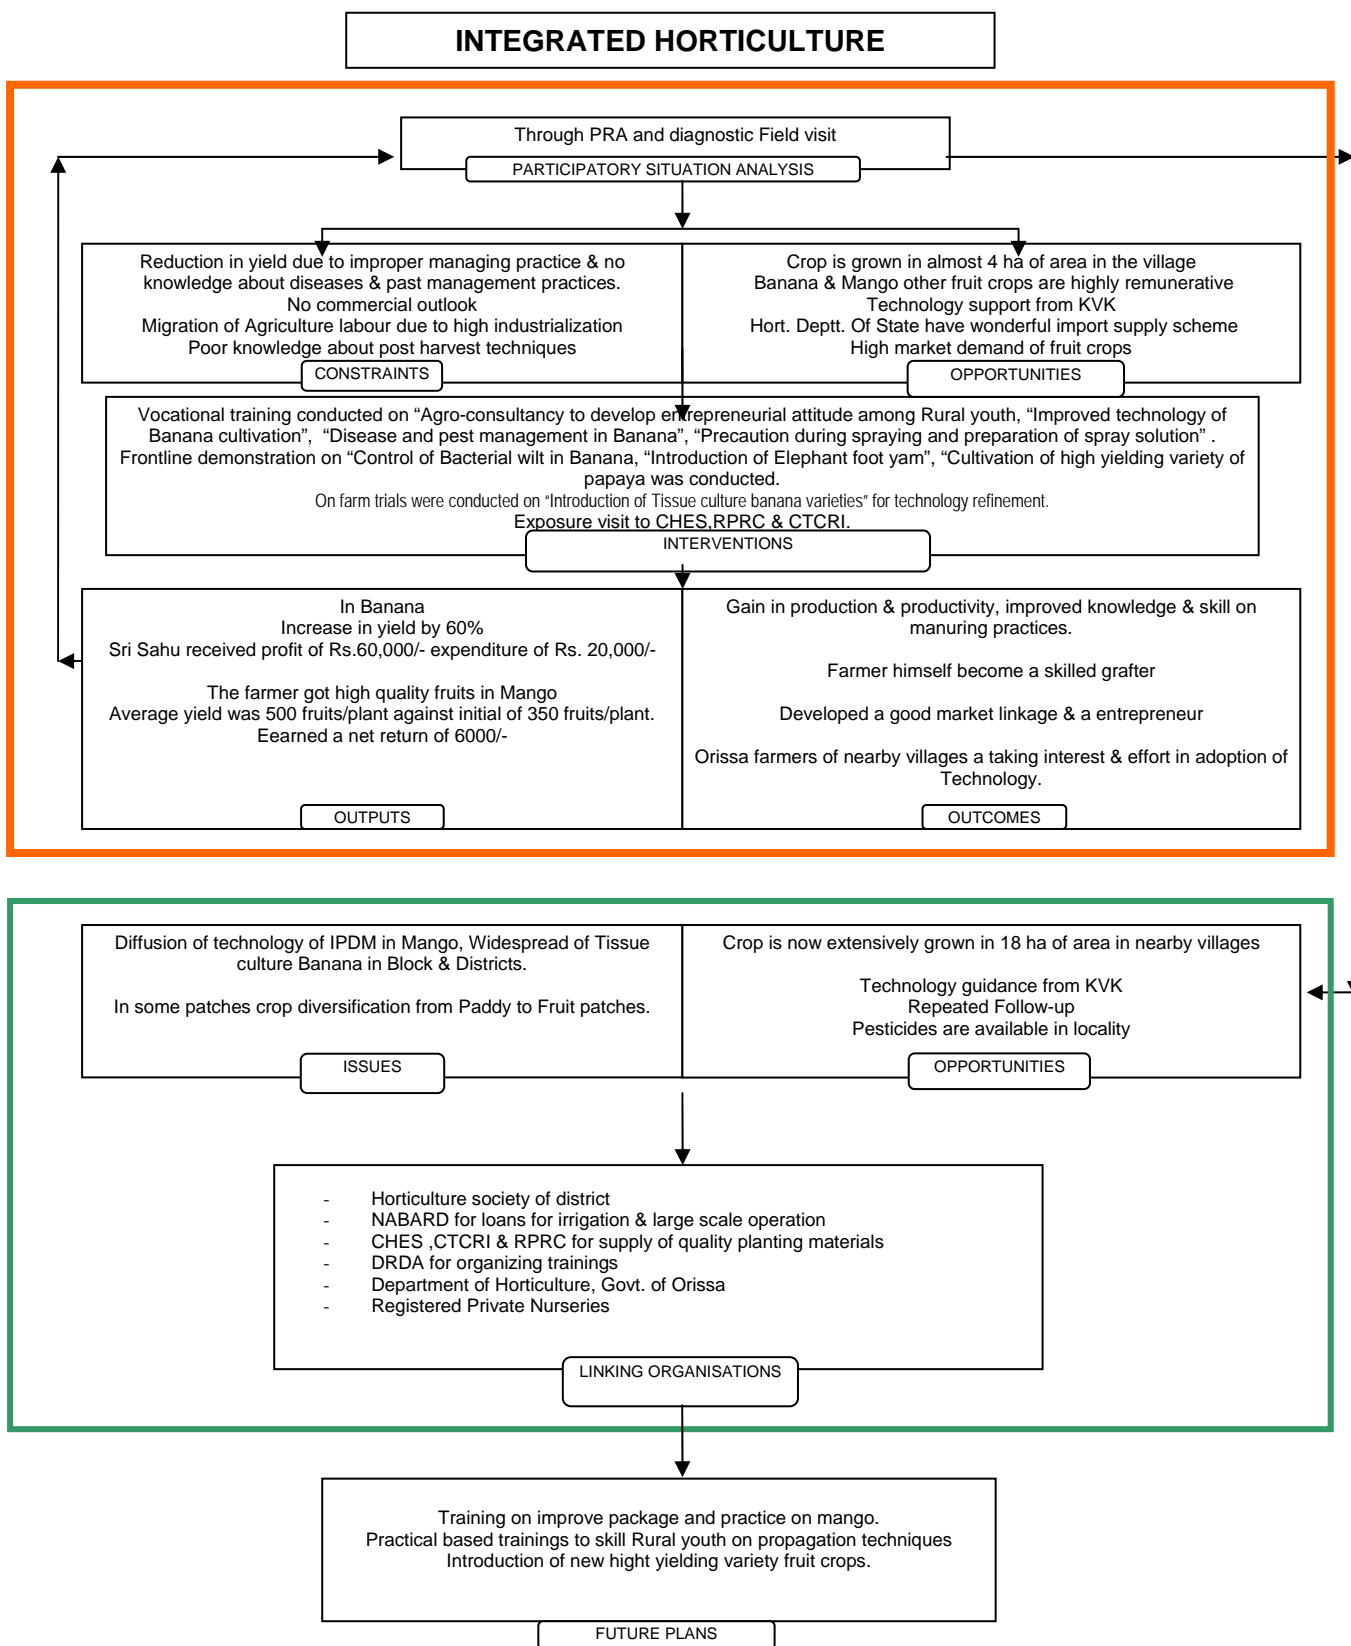 INTEGRATED HORTICULTURE
Through PRA and diagnostic Field visit
PARTICIPATORY SITUATION ANALYSIS
Reduction in yield due to improper managing practice & no
knowledge about diseases & past management practices.
No commercial outlook
Migration of Agriculture labour due to high industrialization
Poor knowledge about post harvest techniques
CONSTRAINTS
Crop is grown in almost 4 ha of area in the village
Banana & Mango other fruit crops are highly remunerative
Technology support from KVK
Hort. Deptt. Of State have wonderful import supply scheme
High market demand of fruit crops
OPPORTUNITIES
Vocational training conducted on “Agro-consultancy to develop entrepreneurial attitude among Rural youth, “Improved technology of
Banana cultivation”, “Disease and pest management in Banana”, “Precaution during spraying and preparation of spray solution” .
Frontline demonstration on “Control of Bacterial wilt in Banana, “Introduction of Elephant foot yam”, “Cultivation of high yielding variety of
papaya was conducted.
On farm trials were conducted on “Introduction of Tissue culture banana varieties” for technology refinement.
Exposure visit to CHES,RPRC & CTCRI.
INTERVENTIONS
In Banana
Increase in yield by 60%
Sri Sahu received profit of Rs.60,000/- expenditure of Rs. 20,000/-
The farmer got high quality fruits in Mango
Average yield was 500 fruits/plant against initial of 350 fruits/plant.
Eearned a net return of 6000/-
OUTPUTS
Gain in production & productivity, improved knowledge & skill on
manuring practices.
Farmer himself become a skilled grafter
Developed a good market linkage & a entrepreneur
Orissa farmers of nearby villages a taking interest & effort in adoption of
Technology.
OUTCOMES
Diffusion of technology of IPDM in Mango, Widespread of Tissue
culture Banana in Block & Districts.
In some patches crop diversification from Paddy to Fruit patches.
ISSUES
Crop is now extensively grown in 18 ha of area in nearby villages
Technology guidance from KVK
Repeated Follow-up
Pesticides are available in locality
OPPORTUNITIES
- Horticulture society of district
- NABARD for loans for irrigation & large scale operation
- CHES ,CTCRI & RPRC for supply of quality planting materials
- DRDA for organizing trainings
- Department of Horticulture, Govt. of Orissa
- Registered Private Nurseries
LINKING ORGANISATIONS
Training on improve package and practice on mango.
Practical based trainings to skill Rural youth on propagation techniques
Introduction of new hight yielding variety fruit crops.
FUTURE PLANS